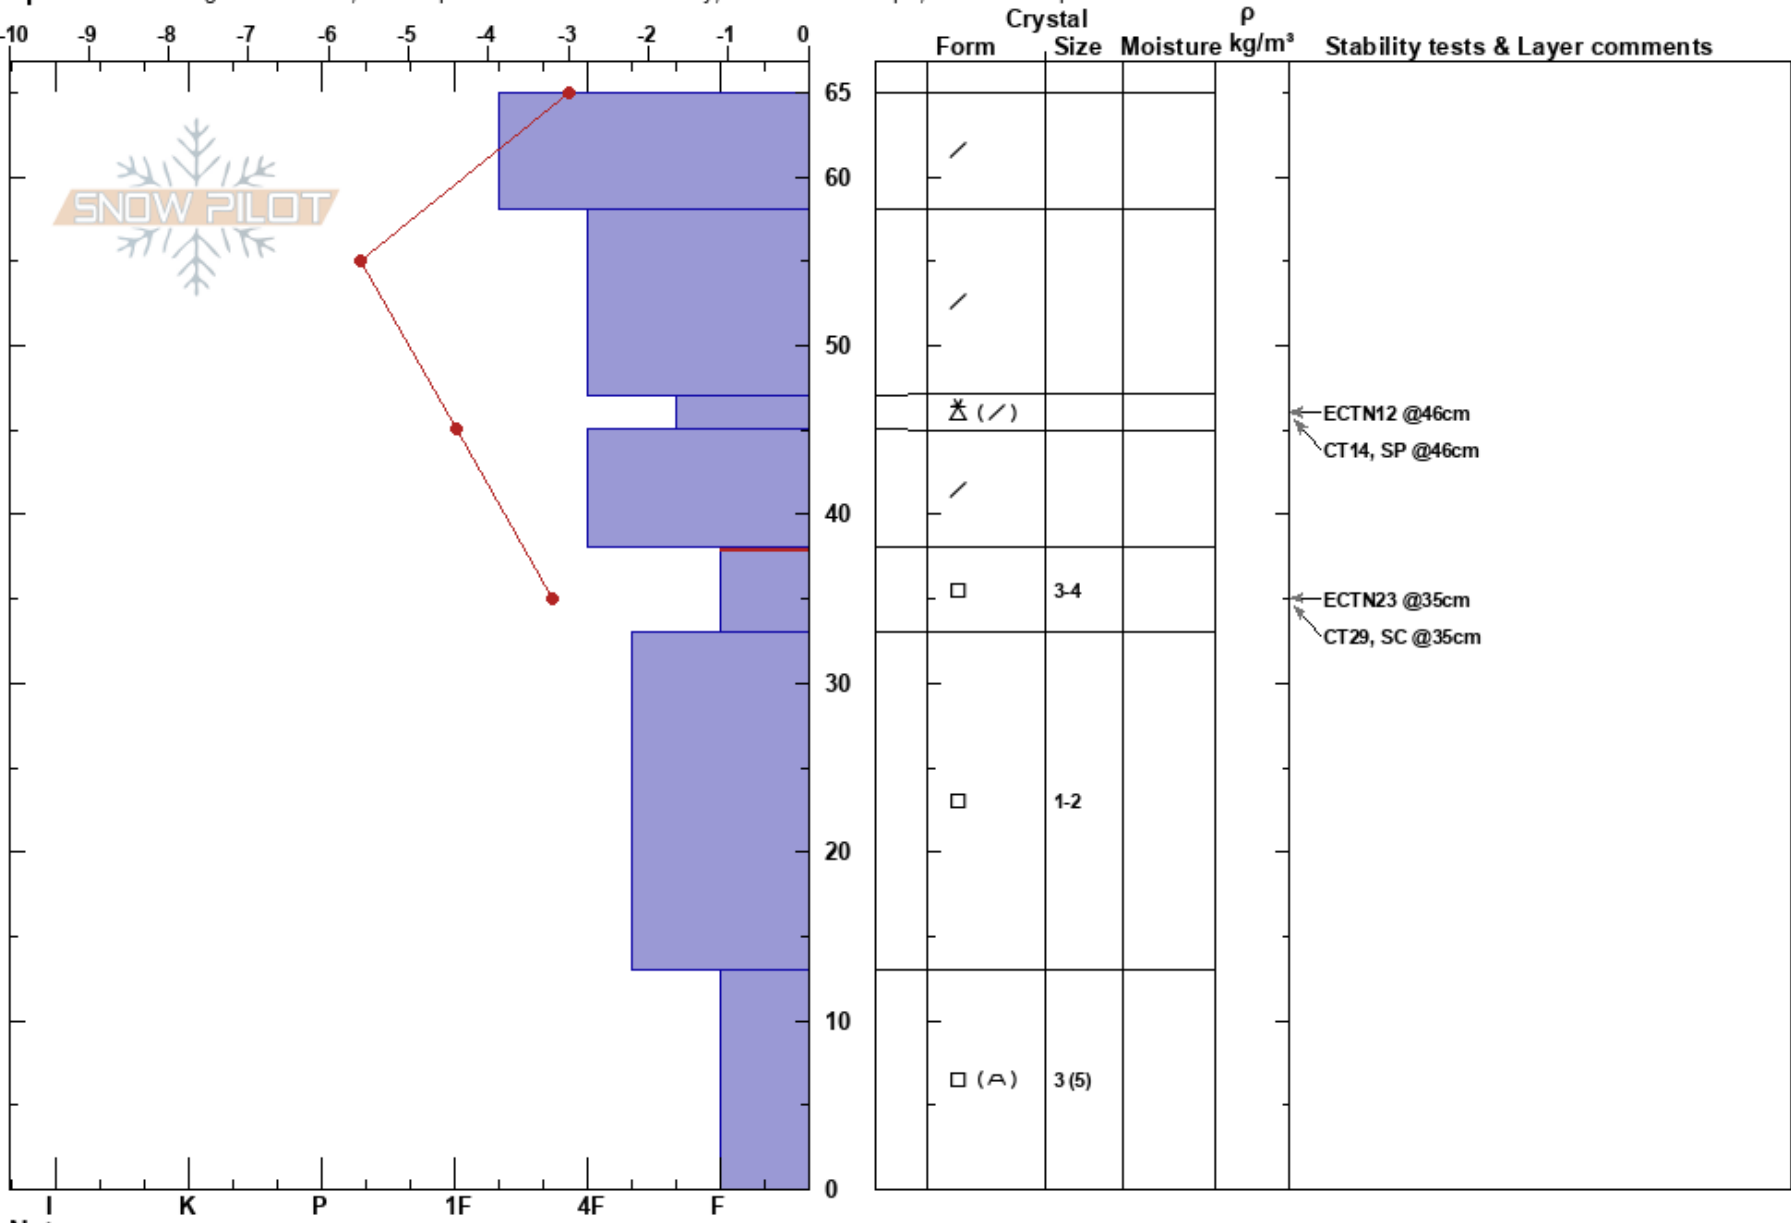 Crystal
ρ
-10 -9 -8 -7 -6 -5 -4 -3 -2 -1 0
Form Size Moisture kg/m³ Stability tests & Layer comments
65
SNOW PILOT
60
50
ECTN12 @46cm
CT14, SP @46cm
40
3-4
ECTN23 @35cm
CT29, SC @35cm
30
1-2
20
10
3 (5)
0
I K P 1F 4F F